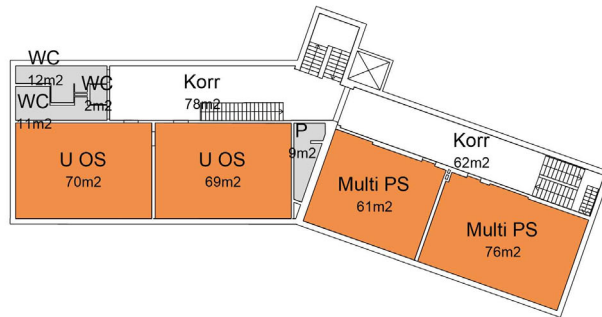 WC
12m2
WC
2m2
WC
11m2
Korr
78m2
P
9m2
Korr
62m2
U OS
70m2
U OS
69m2
Multi PS
61m2
Multi PS
76m2